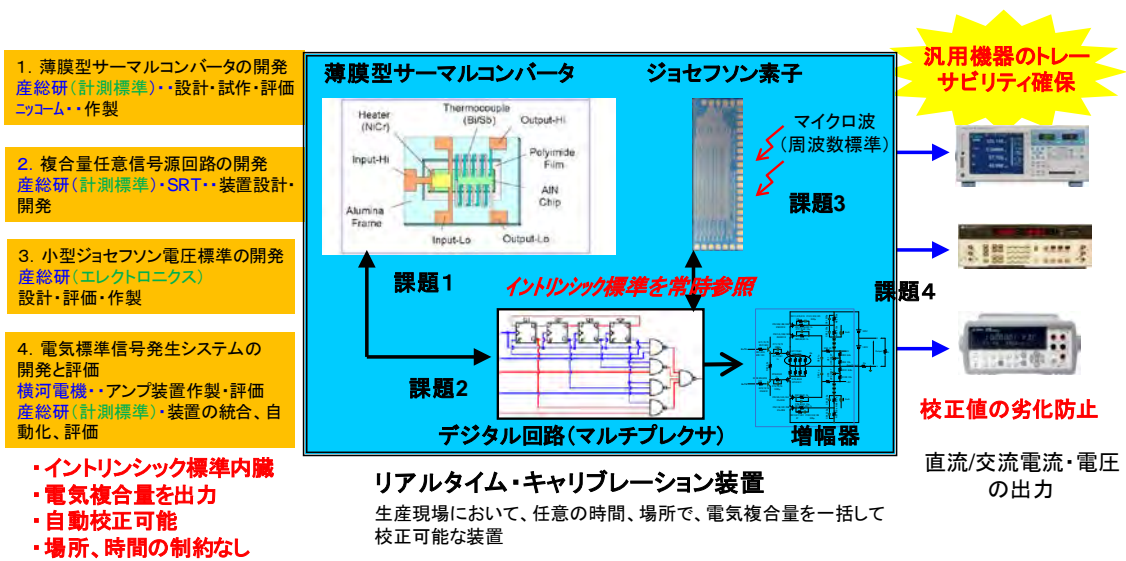 1．薄膜型サーマルコンバータの開発
産総研(計測標準)・・設計・試作・評価
ニッコーム・・作製
2．複合量任意信号源回路の開発
産総研(計測標準)・SRT・・装置設計・
開発
3．小型ジョセフソン電圧標準の開発
産総研(エレクトロニクス)
設計・評価・作製
4．電気標準信号発生システムの
開発と評価
横河電機・・アンプ装置作製・評価
産総研(計測標準)・装置の統合、自
動化、評価
・イントリンシック標準内臓
・電気複合量を出力
・自動校正可能
・場所、時間の制約なし
薄膜型サーマルコンバータ
Heater
(NiCr)
Thermocouple
(Bi/Sb)
Output-Hi
Input-Hi
Polyimide
Film
AlN
Chip
Alumina
Frame
Input-Lo
Output-Lo
ジョセフソン素子
マイクロ波
(周波数標準)
課題3
課題1
イントリンシック標準を常時参照
課題2
デジタル回路(マルチプレクサ)
増幅器
課題4
リアルタイム・キャリブレーション装置
生産現場において、任意の時間、場所で、電気複合量を一括して
校正可能な装置
汎用機器のトレー
サビリティ確保
校正値の劣化防止
直流/交流電流・電圧
の出力